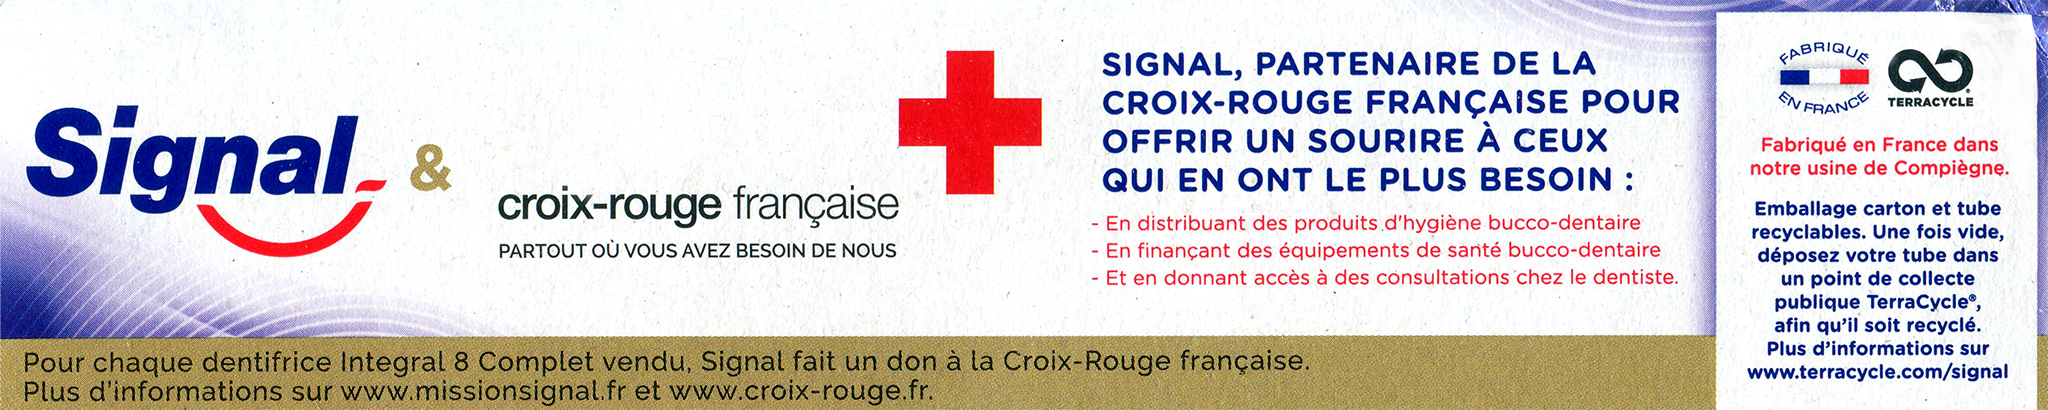 Signal
&
croix-rouge française
PARTOUT OÙ VOUS AVEZ BESOIN DE NOUS
SIGNAL, PARTENAIRE DE LA
CROIX-ROUGE FRANÇAISE POUR
OFFRIR UN SOURIRE À CEUX
QUI EN ONT LE PLUS BESOIN :
- En distribuant des produits d'hygiène bucco-dentaire
- En finançant des équipements de santé bucco-dentaire
- Et en donnant accès à des consultations chez le dentiste.
Pour chaque dentifrice Integral 8 Complet vendu, Signal fait un don à la Croix-Rouge française.
Plus d'informations sur www.missionsignal.fr et www.croix-rouge.fr.
FABRIQUÉ
EN FRANCE
TERRACYCLE®
Fabriqué en France dans
notre usine de Compiègne.
Emballage carton et tube
recyclables. Une fois vide,
déposez votre tube dans
un point de collecte
publique TerraCycle®,
afin qu'il soit recyclé.
Plus d'informations sur
www.terracycle.com/signal